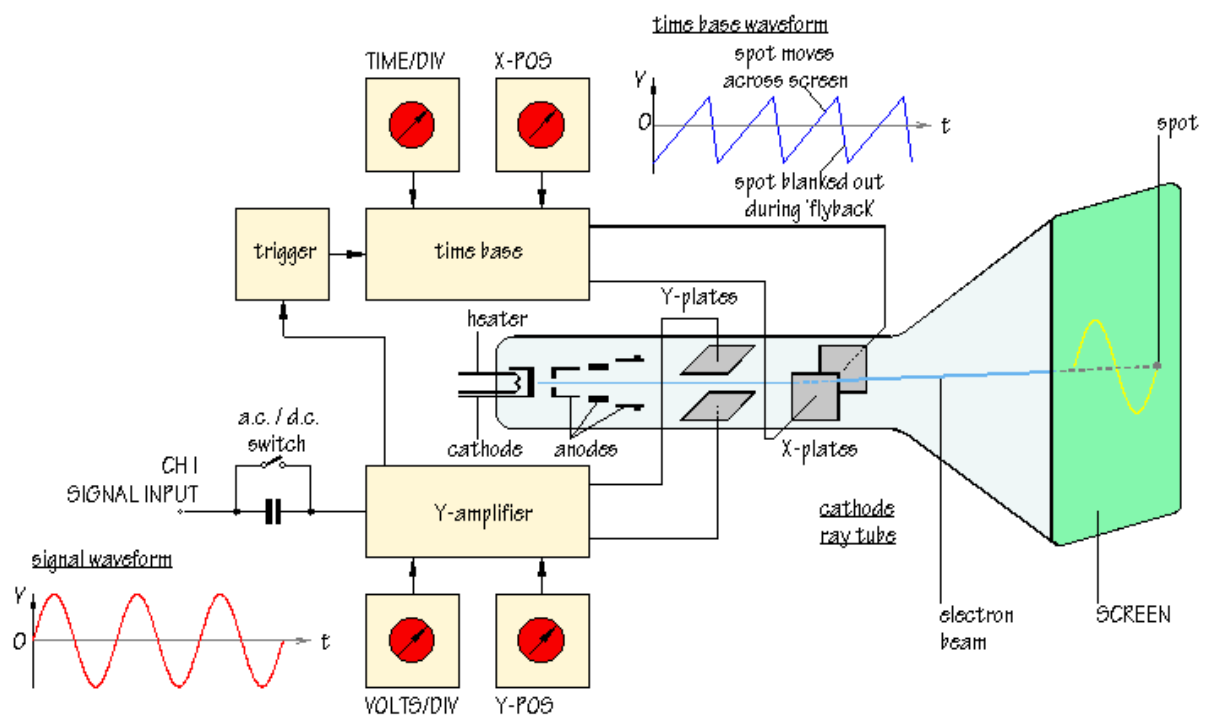 time base waveform
TIME/DIV
X-POS
spot moves
across screen
V
O
t
spot
spot blanked out
during 'flyback'
trigger
time base
Y-plates
heater
a.c. / d.c.
switch
cathode
anodes
X-plates
CH I
SIGNAL INPUT
Y-amplifier
cathode
ray tube
signal waveform
V
O
t
electron
beam
SCREEN
VOLTS/DIV
Y-POS